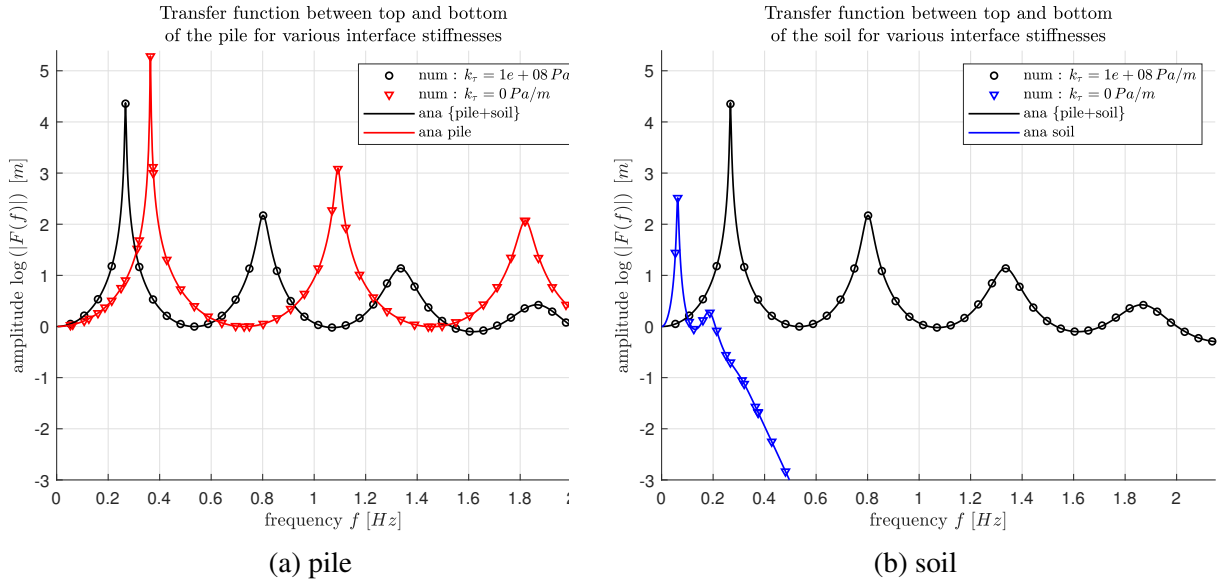 Transfer function between top and bottom
of the pile for various interface stiffnesses
num : k_τ = 1e + 08 Pa
num : k_τ = 0 Pa/m
ana {pile+soil}
ana pile
amplitude log (|F(f)|) [m]
5
4
3
2
1
0
-1
-2
-3
0 0.2 0.4 0.6 0.8 1 1.2 1.4 1.6 1.8 2
frequency f [Hz]
(a) pile
Transfer function between top and bottom
of the soil for various interface stiffnesses
num : k_τ = 1e + 08 Pa/m
num : k_τ = 0 Pa/m
ana {pile+soil}
ana soil
amplitude log (|F(f)|) [m]
5
4
3
2
1
0
-1
-2
-3
0 0.2 0.4 0.6 0.8 1 1.2 1.4 1.6 1.8 2
frequency f [Hz]
(b) soil